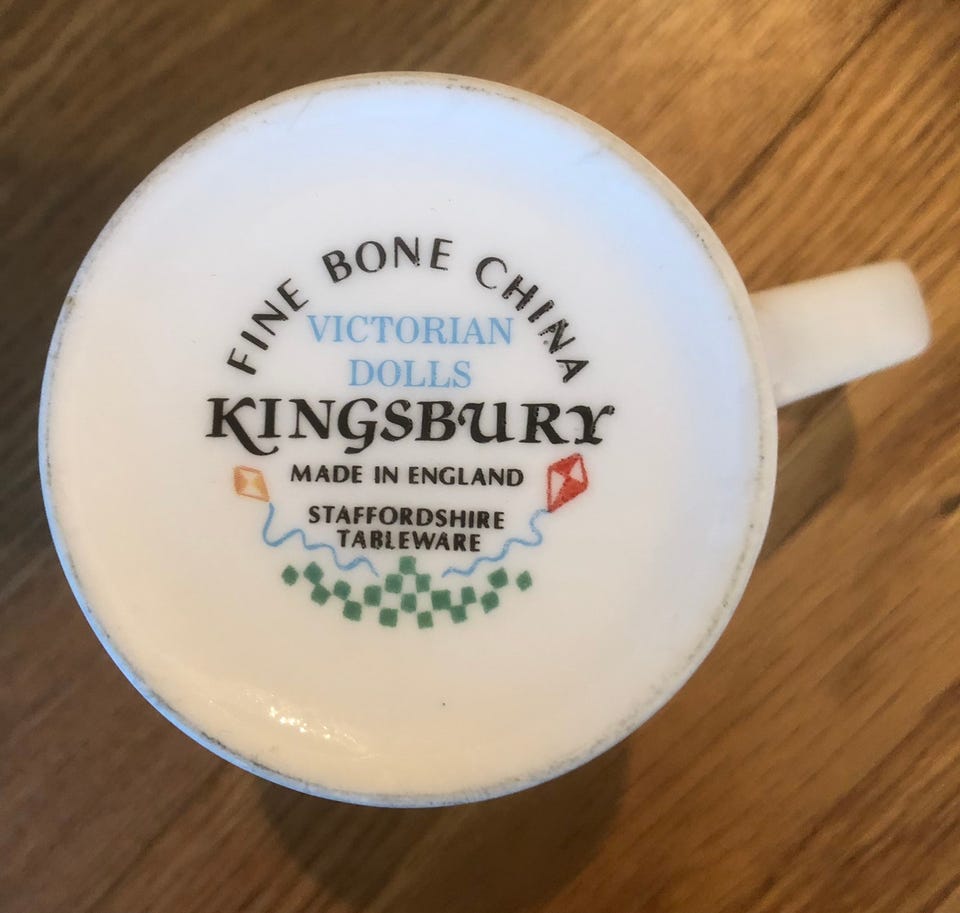 FINE BONE CHINA
VICTORIAN
DOLLS
KINGSBURY
MADE IN ENGLAND
STAFFORDSHIRE
TABLEWARE